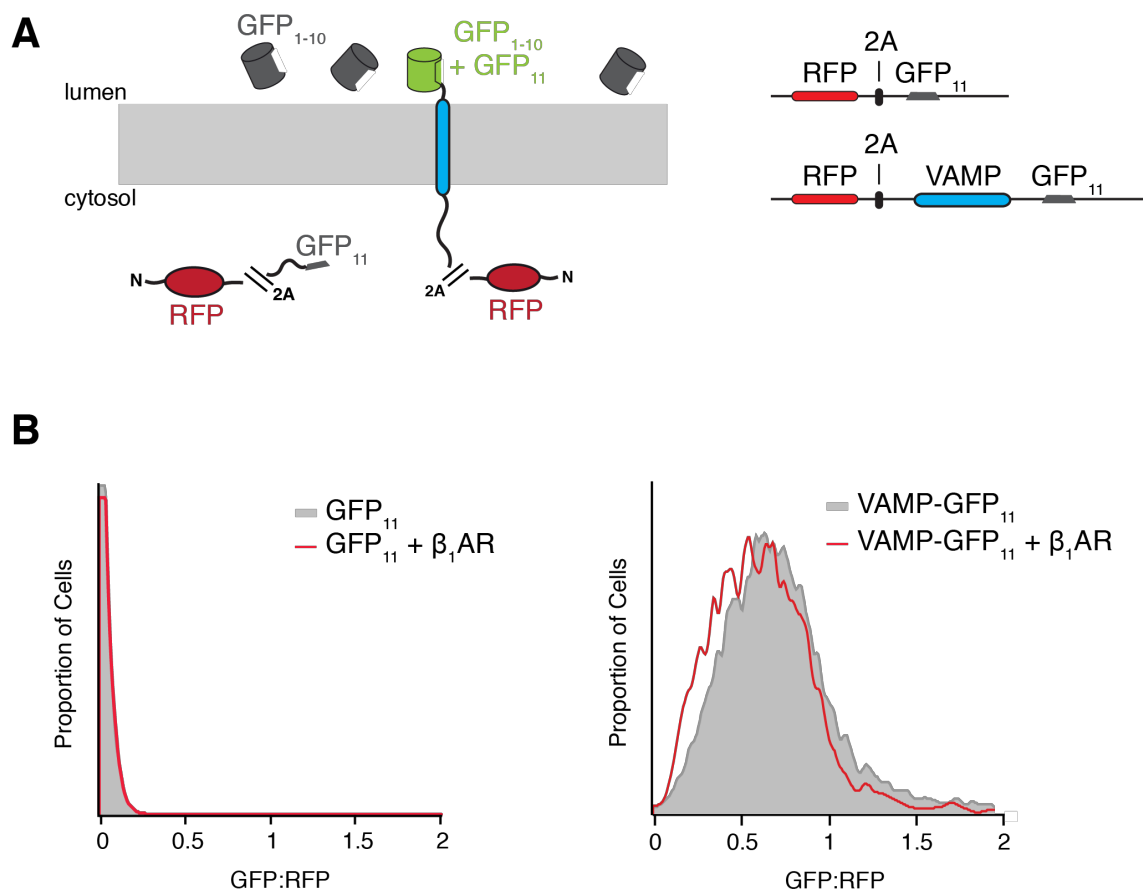 A
GFP1-10
GFP1-10
+ GFP11
lumen
cytosol
GFP11
N
2A
RFP
2A
N
RFP
2A
RFP
GFP11
2A
RFP
VAMP
GFP11
B
GFP11
GFP11 + β1AR
Proportion of Cells
0
0.5
1
1.5
2
GFP:RFP
VAMP-GFP11
VAMP-GFP11 + β1AR
Proportion of Cells
0
0.5
1
1.5
2
GFP:RFP